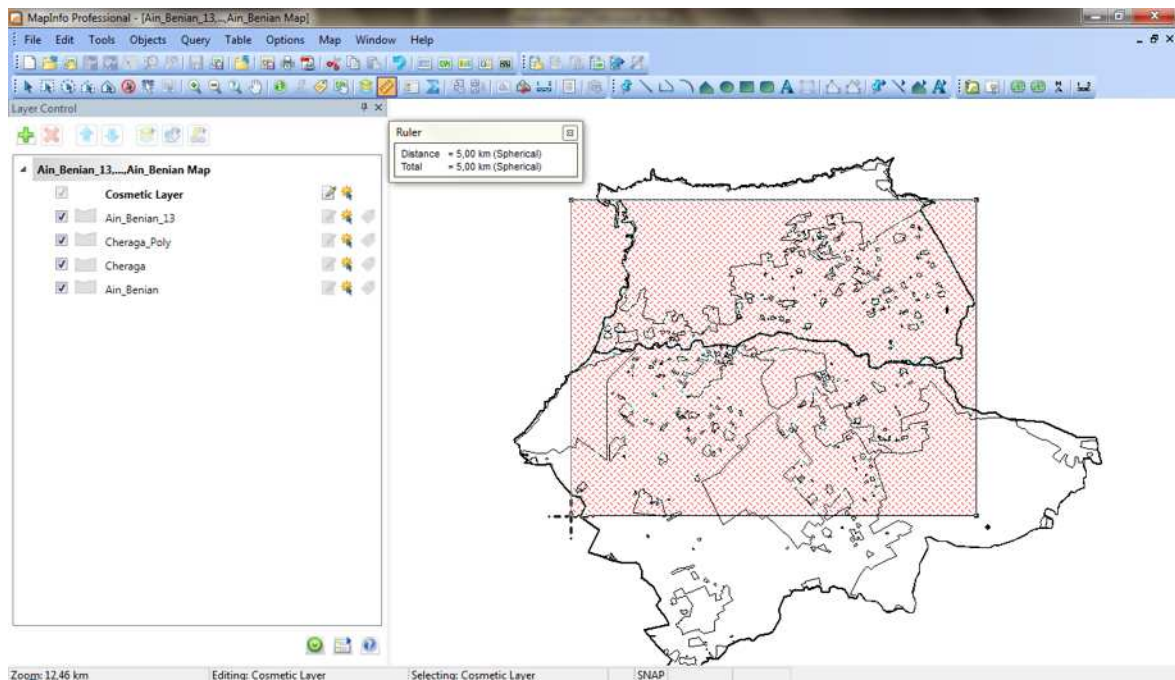 MapInfo Professional - [Ain_Benian_13,...,Ain_Benian Map]
File Edit Tools Objects Query Table Options Map Window Help
Layer Control
Ruler
Distance = 5,00 km (Spherical)
Total = 5,00 km (Spherical)
Ain_Benian_13,...,Ain_Benian Map
Cosmetic Layer
Ain_Benian_13
Cheraga_Poly
Cheraga
Ain_Benian
Zoom: 12,46 km Editing: Cosmetic Layer Selecting: Cosmetic Layer SNAP